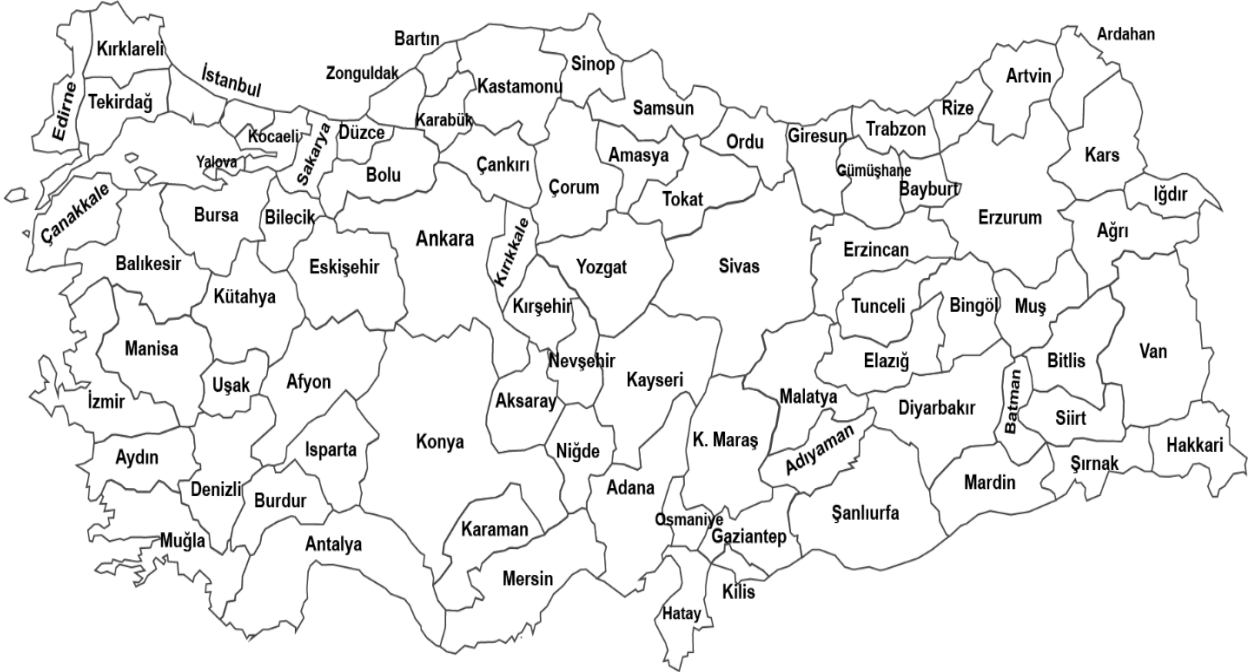 Kırklareli
Edirne
Tekirdağ
İstanbul
Kocaeli
Yalova
Sakarya
Düzce
Zonguldak
Bartın
Karabük
Kastamonu
Sinop
Samsun
Ordu
Giresun
Trabzon
Rize
Artvin
Ardahan
Kars
Iğdır
Ağrı
Erzurum
Bayburt
Gümüşhane
Tokat
Amasya
Çorum
Çankırı
Bolu
Bilecik
Bursa
Çanakkale
Balıkesir
Kütahya
Eskişehir
Ankara
Kırıkkale
Yozgat
Sivas
Erzincan
Tunceli
Bingöl
Muş
Bitlis
Van
Kırşehir
Nevşehir
Kayseri
Malatya
Elazığ
Diyarbakır
Batman
Siirt
Hakkari
Şırnak
Mardin
Şanlıurfa
Adıyaman
K. Maraş
Adana
Niğde
Aksaray
Konya
Afyon
Uşak
Manisa
İzmir
Aydın
Denizli
Isparta
Burdur
Muğla
Antalya
Karaman
Mersin
Osmaniye
Gaziantep
Kilis
Hatay